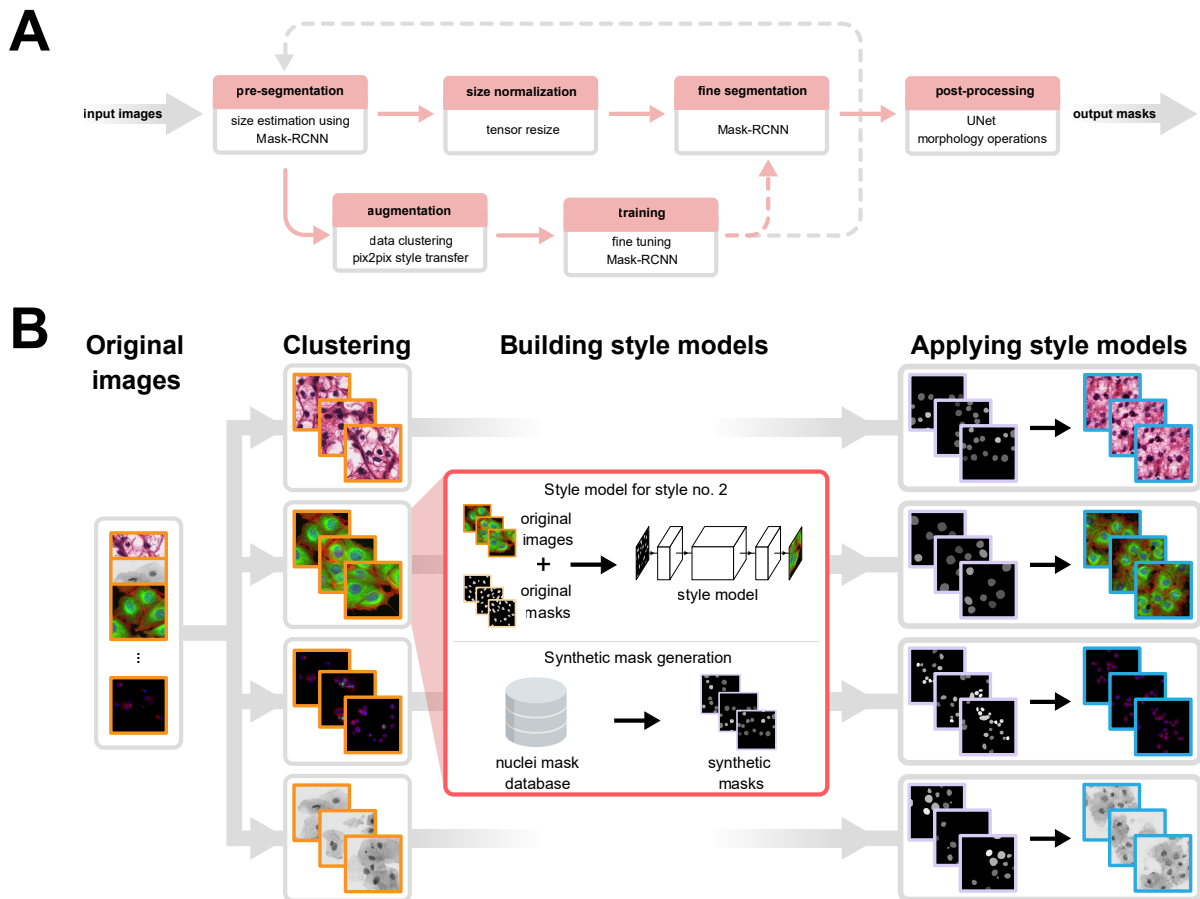 A
input images
pre-segmentation
size estimation using
Mask-RCNN
size normalization
tensor resize
fine segmentation
Mask-RCNN
post-processing
UNet
morphology operations
output masks
augmentation
data clustering
pix2pix style transfer
training
fine tuning
Mask-RCNN
B
Original
images
Clustering
Building style models
Applying style models
...
Style model for style no. 2
original
images
+
original
masks
style model
Synthetic mask generation
nuclei mask
database
synthetic
masks